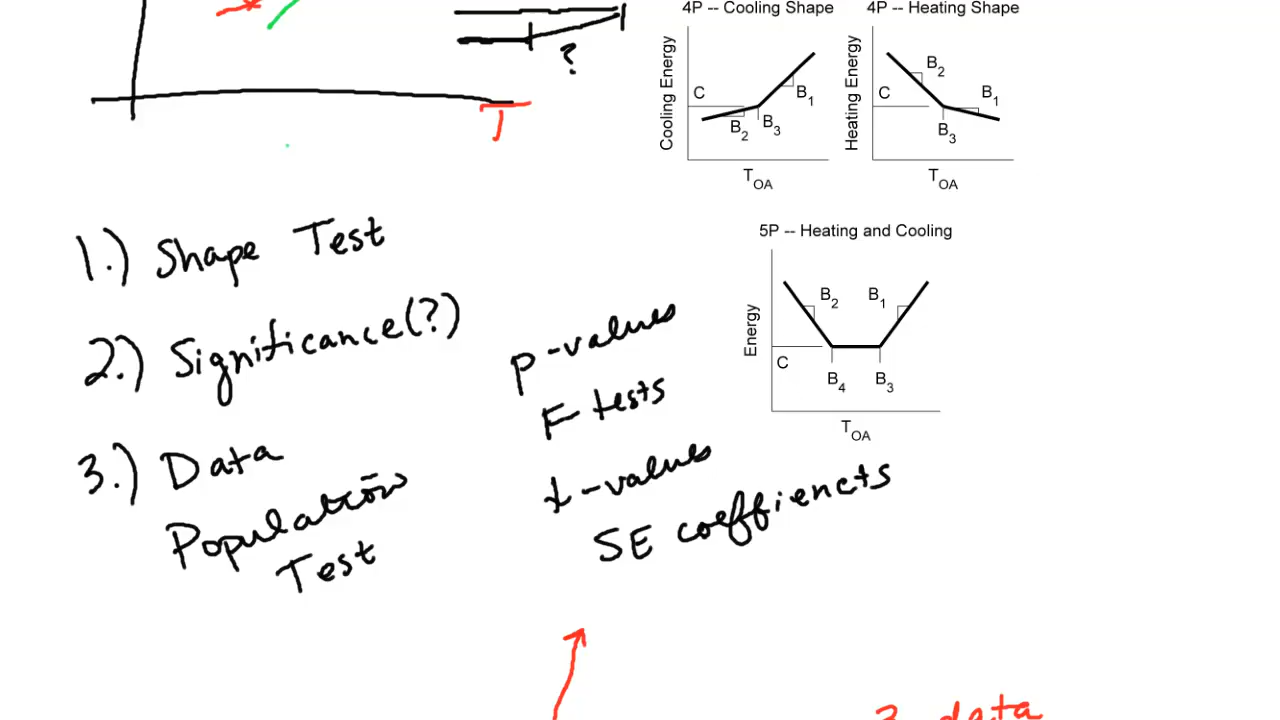 4P -- Cooling Shape
4P -- Heating Shape
?
T
Cooling Energy
C
B1
B2
B3
TOA
Heating Energy
C
B2
B1
B3
TOA
1.) Shape Test
2.) Significance(?)
3.) Data
Population
Test
p-values
F tests
t-values
SE coeffiencts
5P -- Heating and Cooling
Energy
B2
B1
C
B4
B3
TOA
data